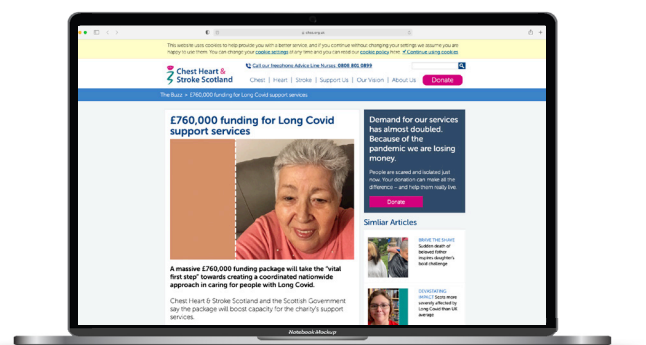 This website uses cookies to help provide you with a better service, and if you continue without changing your settings we assume you are
happy to use them. You can change your cookie settings at any time and you can read our cookie policy here. X Continue using cookies
Chest Heart &
Stroke Scotland
Call our freephone Advice Line Nurses: 0808 801 0899
Chest | Heart | Stroke | Support Us | Our Vision | About Us
Donate
The Buzz > £760,000 funding for Long Covid support services
£760,000 funding for Long Covid
support services
A massive £760,000 funding package will take the "vital
first step" towards creating a coordinated nationwide
approach in caring for people with Long Covid.
Chest Heart & Stroke Scotland and the Scottish Government
say the package will boost capacity for the charity's support
services.
Demand for our services
has almost doubled.
Because of the
pandemic we are losing
money.
People are scared and isolated just
now. Your donation can make all the
difference – and help them really live.
Donate
Simliar Articles
BRAVE THE SHAVE
Sudden death of
beloved father
inspires daughter's
bold challenge
DEVASTATING
IMPACT Scots more
severely affected by
Long Covid than UK
average
Notebook Mockup